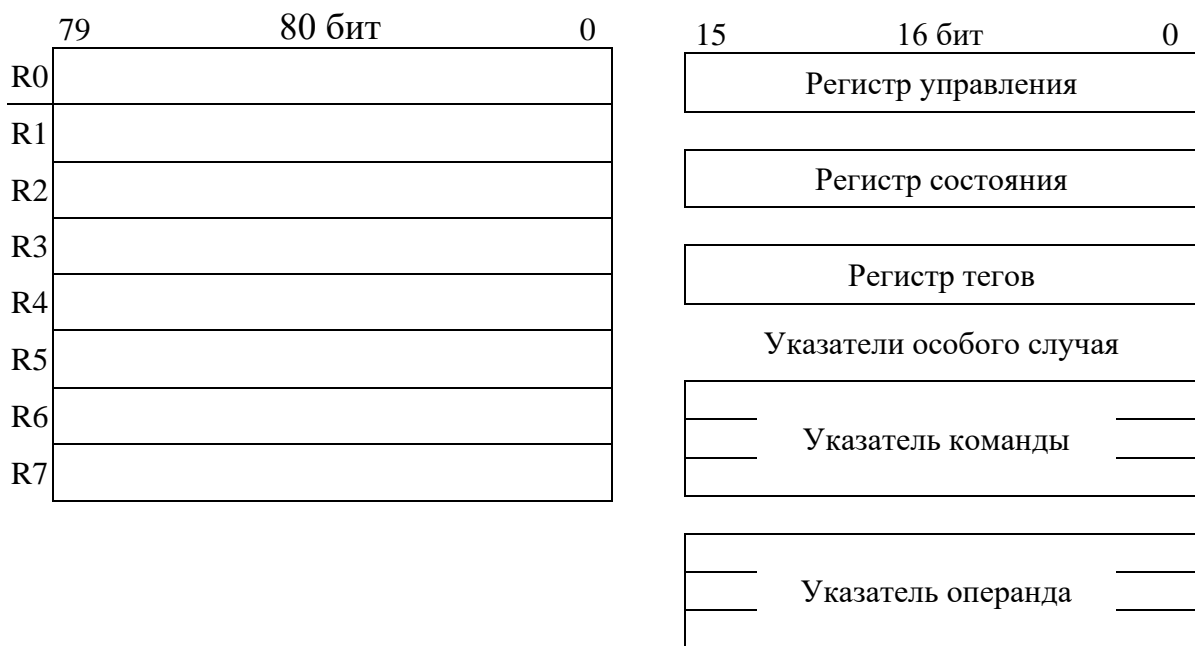 79 80 бит 0
R0
R1
R2
R3
R4
R5
R6
R7
15 16 бит 0
Регистр управления
Регистр состояния
Регистр тегов
Указатели особого случая
Указатель команды
Указатель операнда